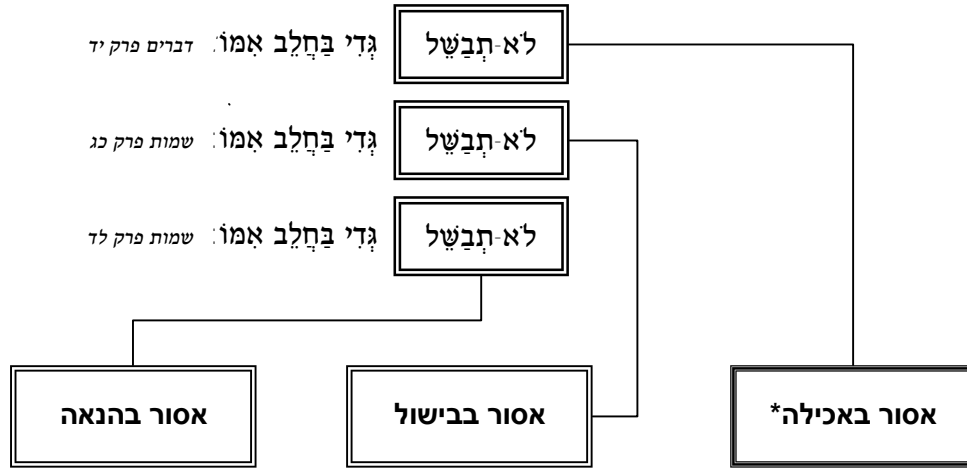 לֹא-תְבַשֵּׁל גְּדִי בַּחֲלֵב אִמּוֹ: דברים פרק יד
לֹא-תְבַשֵּׁל גְּדִי בַּחֲלֵב אִמּוֹ: שמות פרק כג
לֹא-תְבַשֵּׁל גְּדִי בַּחֲלֵב אִמּוֹ: שמות פרק לד
אסור באכילה* אסור בבישול אסור בהנאה